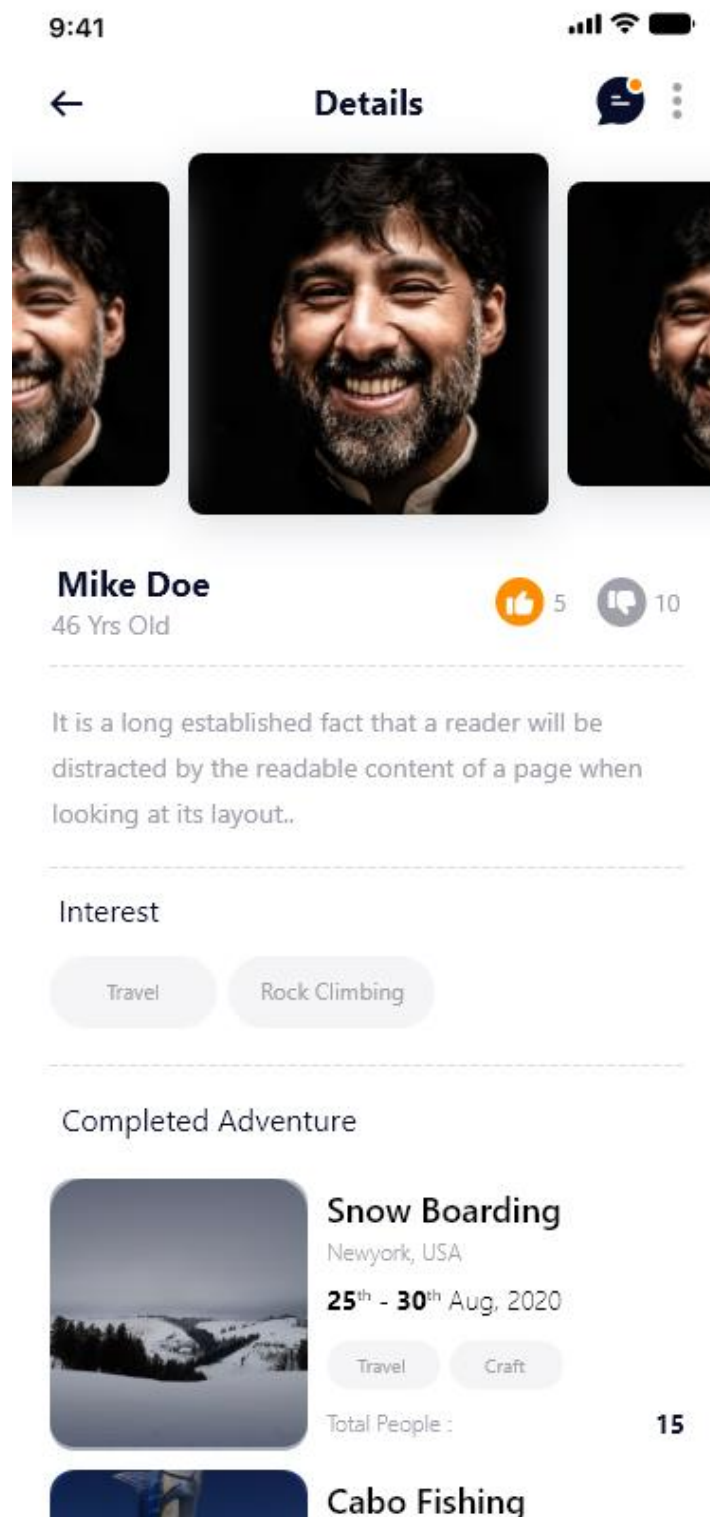 9:41
Details
Mike Doe
46 Yrs Old
5
10
It is a long established fact that a reader will be
distracted by the readable content of a page when
looking at its layout..
Interest
Travel
Rock Climbing
Completed Adventure
Snow Boarding
Newyork, USA
25th - 30th Aug, 2020
Travel
Craft
Total People :
15
Cabo Fishing